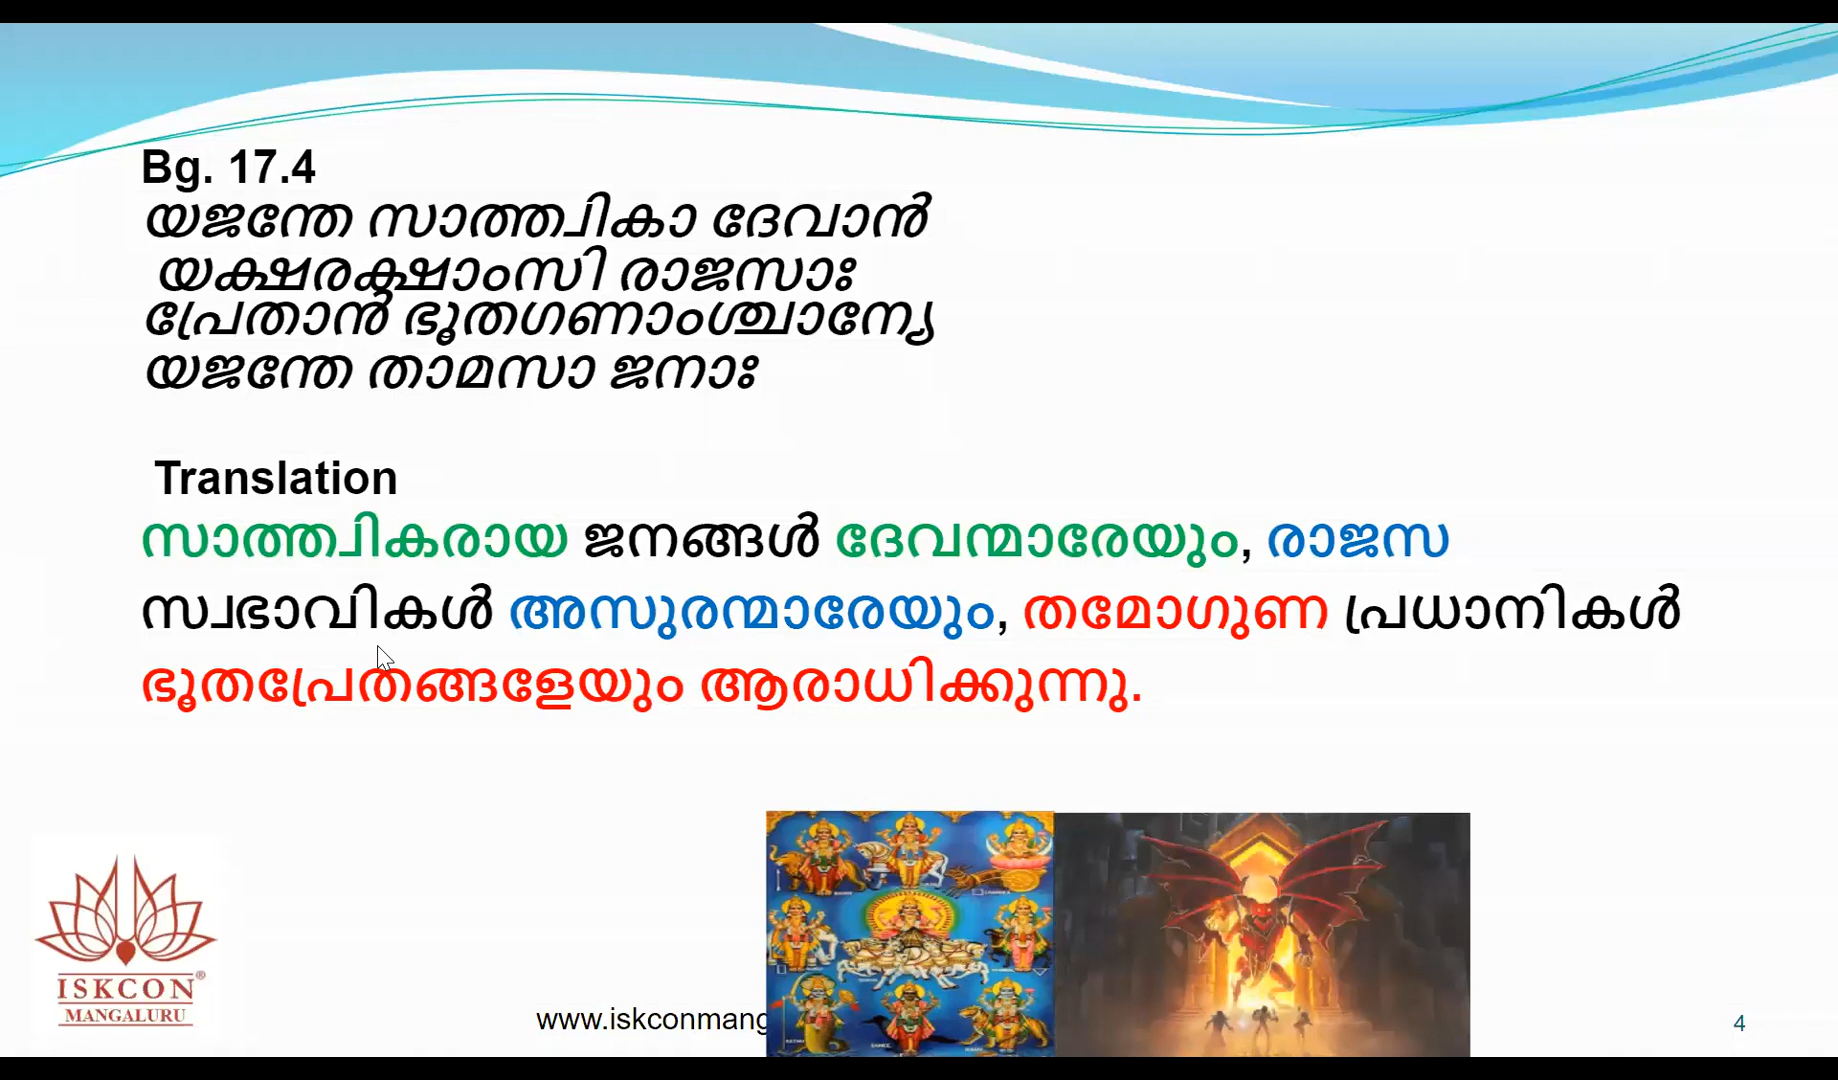 Bg. 17.4
യജന്തേ സാത്ത്വികാ ദേവാൻ
യക്ഷരക്ഷാംസി രാജസാഃ
പ്രേതാൻ ഭൂതഗണാംശ്ചാന്യേ
യജന്തേ താമസാ ജനാഃ
Translation
സാത്ത്വികരായ ജനങ്ങൾ ദേവന്മാരേയും, രാജസ
സ്വഭാവികൾ അസുരന്മാരേയും, തമോഗുണ പ്രധാനികൾ
ഭൂതപ്രേതങ്ങളേയും ആരാധിക്കുന്നു.
ISKCON®
MANGALURU
www.iskconmang
4